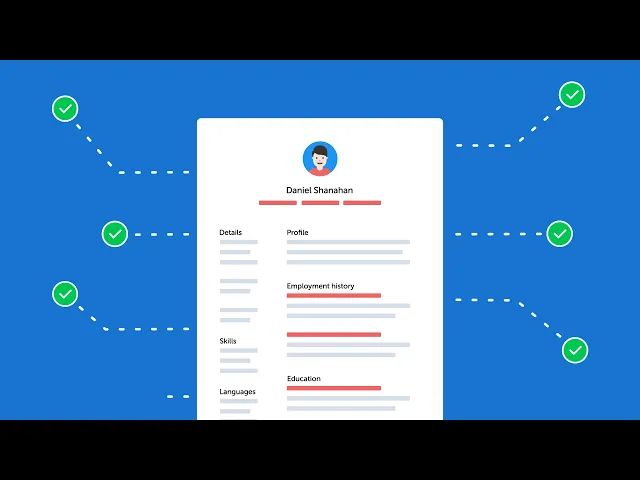 Daniel Shanahan
Details
Profile
Employment history
Skills
Education
Languages